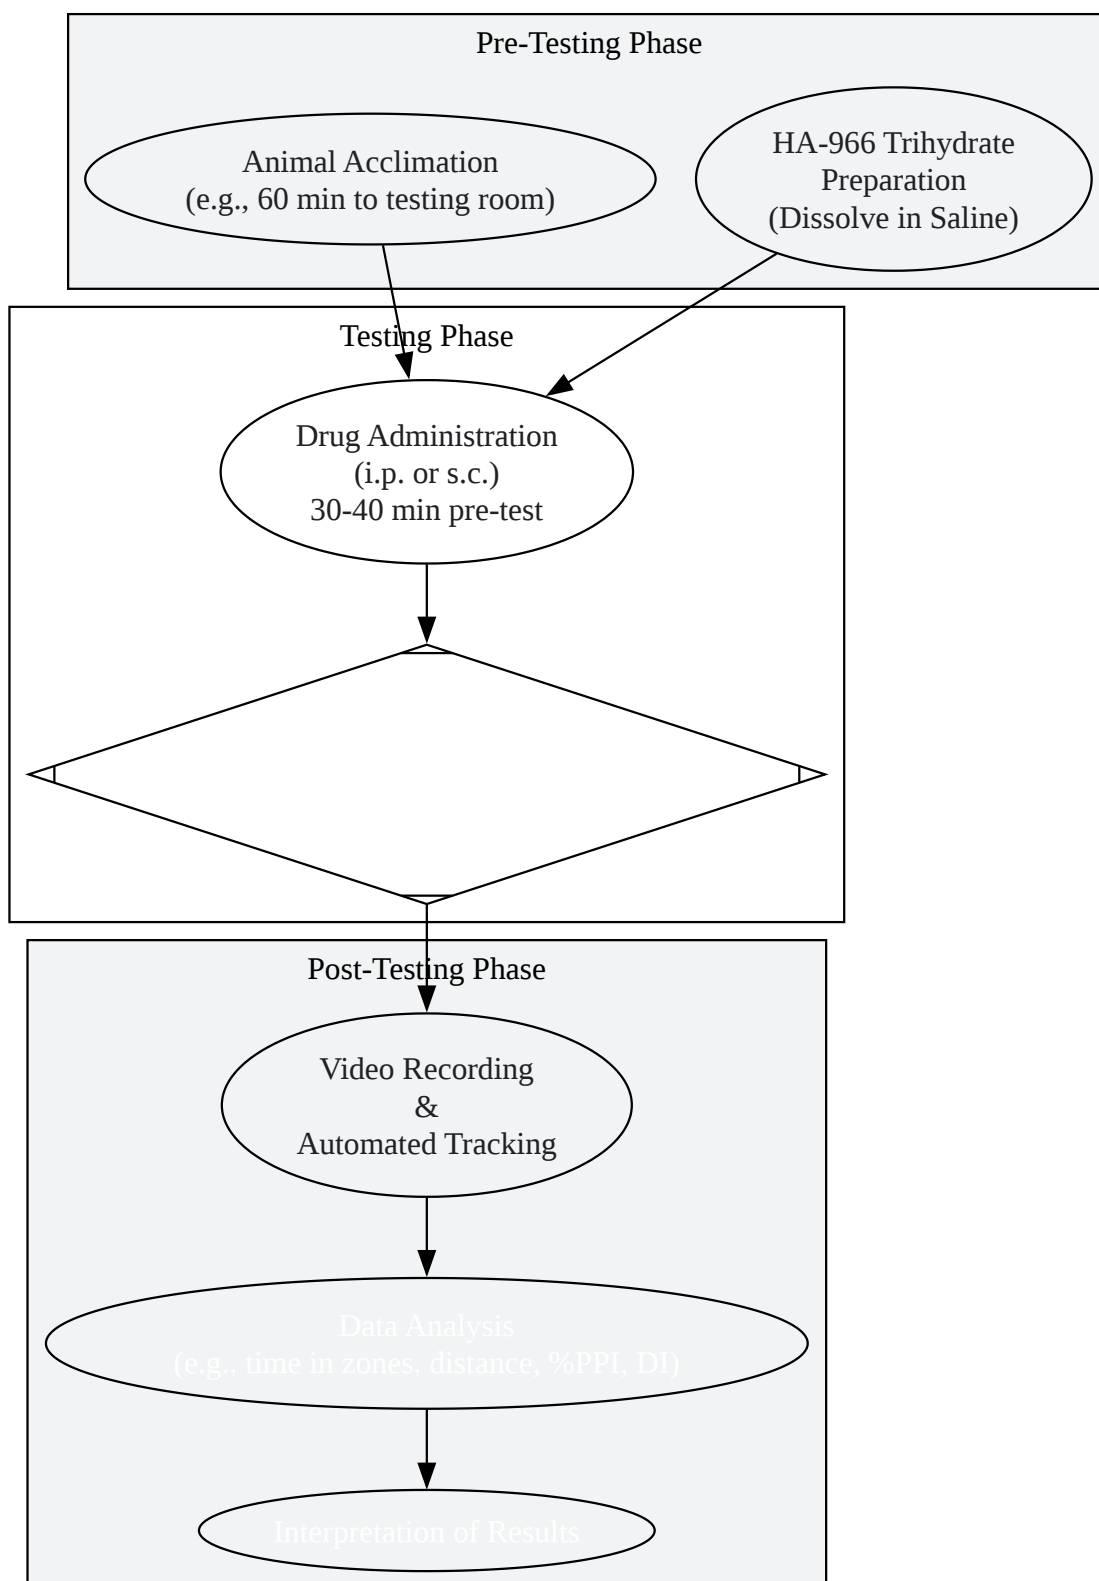 Pre-Testing Phase
Animal Acclimation
(e.g., 60 min to testing room)
HA-966 Trihydrate
Preparation
(Dissolve in Saline)
Testing Phase
Drug Administration
(i.p. or s.c.)
30-40 min pre-test
Post-Testing Phase
Video Recording
&
Automated Tracking
Data Analysis
(e.g., time in zones, distance, %PPI, DI)
Interpretation of Results